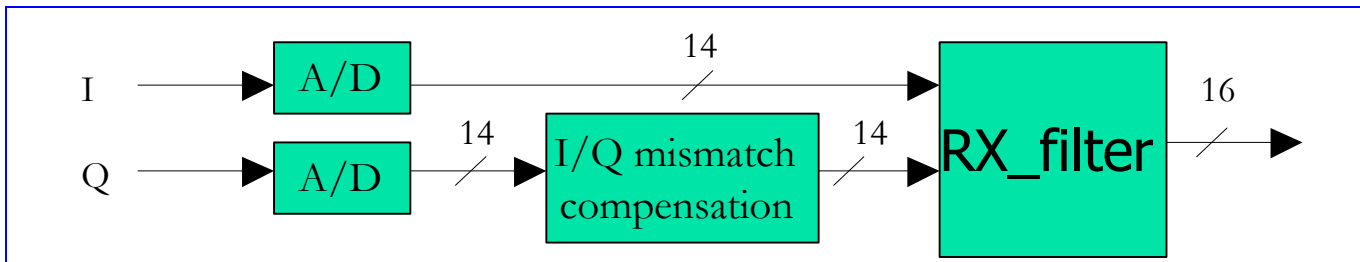 I
A/D
14
Q
A/D
14
I/Q mismatch
compensation
14
RX_filter
16